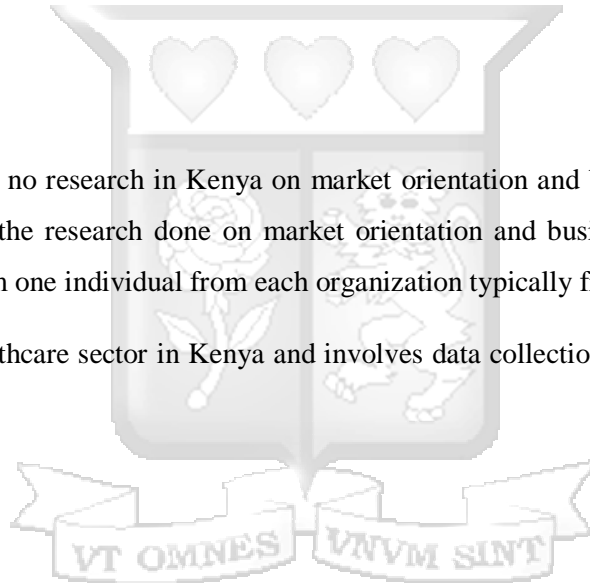 no research in Kenya on market orientation and
the research done on market orientation and busi
one individual from each organization typically
thcare sector in Kenya and involves data collectio
VT OMNES VNVM SINT